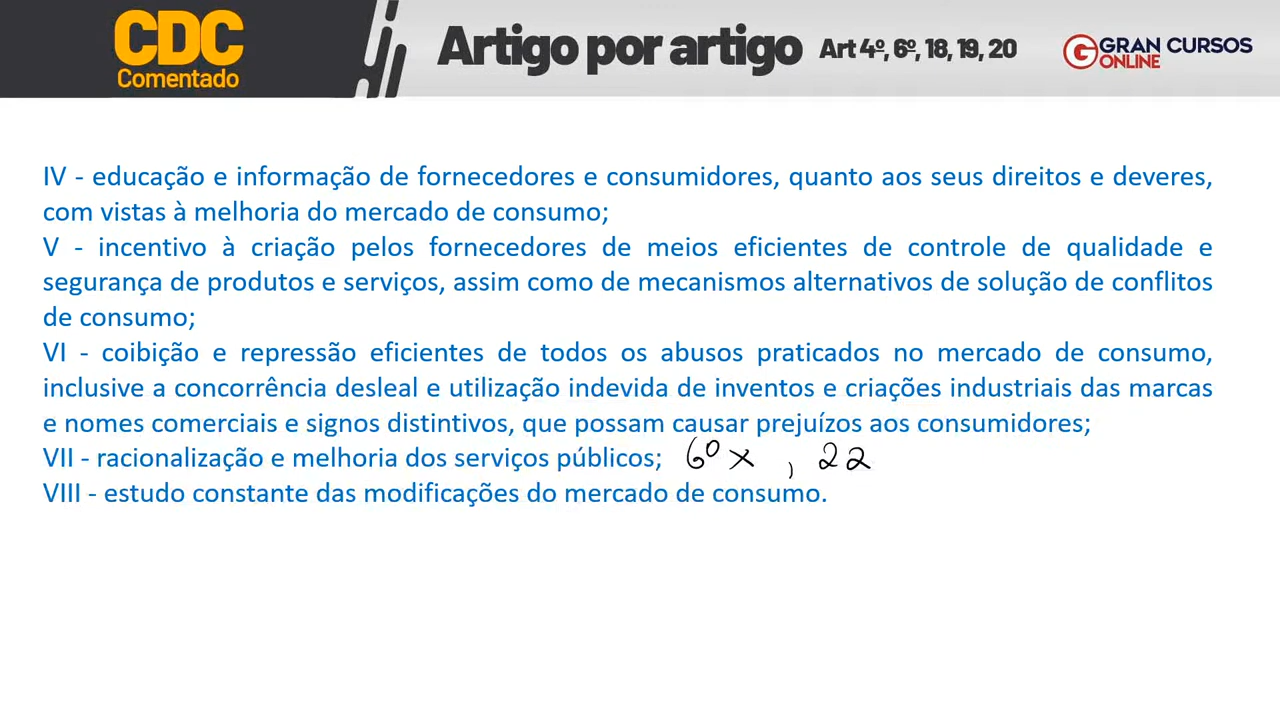 CDC
Comentado
Artigo por artigo Art 4º, 6º, 18, 19, 20
GRAN CURSOS
ONLINE
IV - educação e informação de fornecedores e consumidores, quanto aos seus direitos e deveres,
com vistas à melhoria do mercado de consumo;
V - incentivo à criação pelos fornecedores de meios eficientes de controle de qualidade e
segurança de produtos e serviços, assim como de mecanismos alternativos de solução de conflitos
de consumo;
VI - coibição e repressão eficientes de todos os abusos praticados no mercado de consumo,
inclusive a concorrência desleal e utilização indevida de inventos e criações industriais das marcas
e nomes comerciais e signos distintivos, que possam causar prejuízos aos consumidores;
VII - racionalização e melhoria dos serviços públicos; 6º x , 22
VIII - estudo constante das modificações do mercado de consumo.